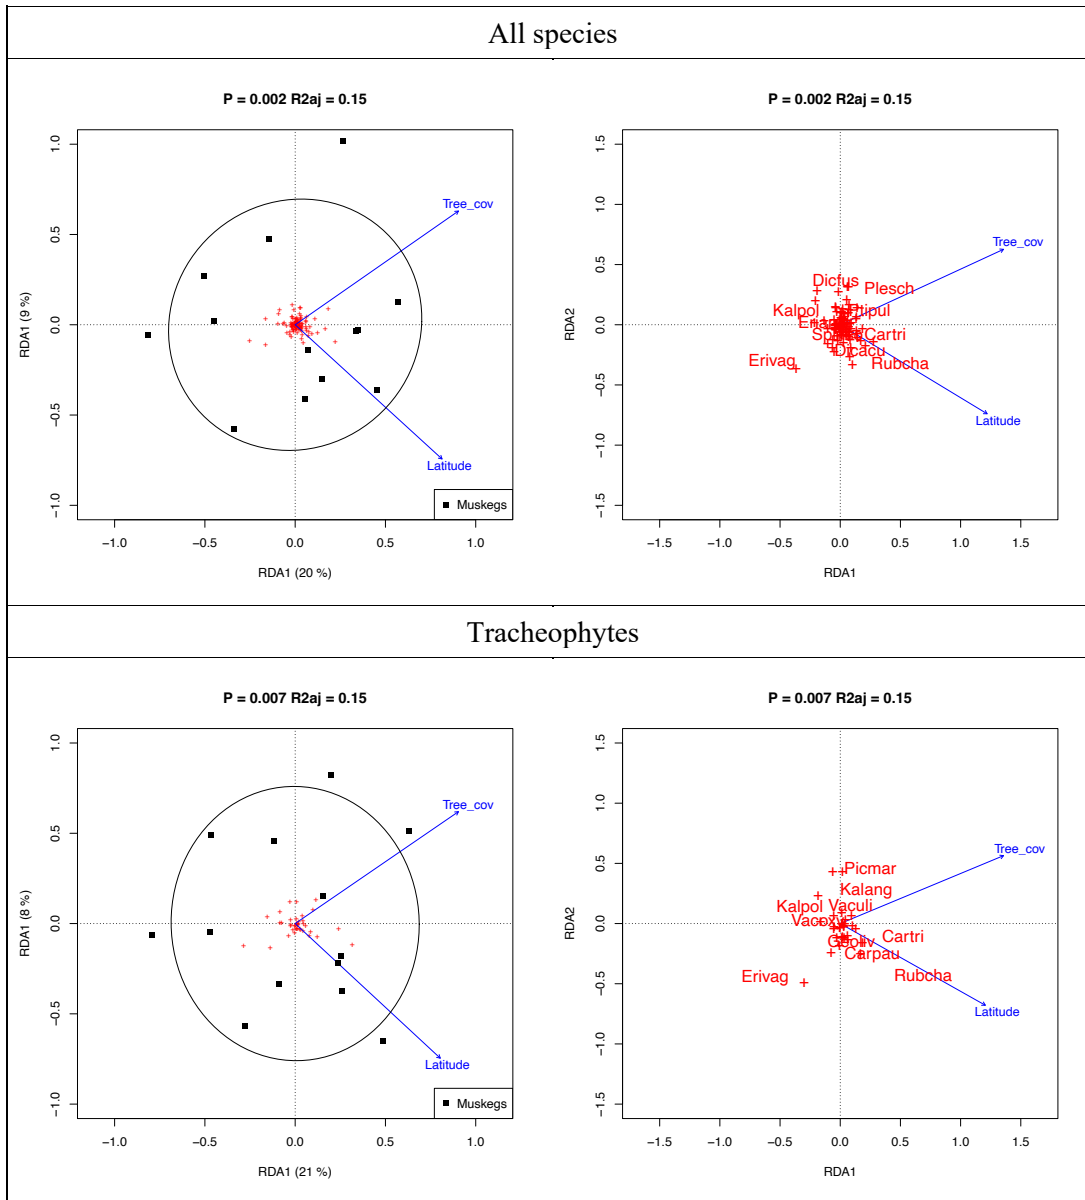 All species
P = 0.002 R2aj = 0.15
1.0
0.5
0.0
−0.5
−1.0
RDA1 (9 %)
Tree_cov
Latitude
Muskegs
−1.0 −0.5 0.0 0.5 1.0
RDA1 (20 %)
P = 0.002 R2aj = 0.15
1.5
1.0
0.5
0.0
−0.5
−1.0
−1.5
RDA2
Tree_cov
Dicfus
Plesch
Kalpol
Cartri
Dicacu
Erivag
Rubcha
Latitude
−1.5 −1.0 −0.5 0.0 0.5 1.0 1.5
RDA1
Tracheophytes
P = 0.007 R2aj = 0.15
1.0
0.5
0.0
−0.5
−1.0
RDA1 (8 %)
Tree_cov
Latitude
Muskegs
−1.0 −0.5 0.0 0.5 1.0
RDA1 (21 %)
P = 0.007 R2aj = 0.15
1.5
1.0
0.5
0.0
−0.5
−1.0
−1.5
RDA2
Tree_cov
Picmar
Kalang
Kalpol Vaculi
Vacoxy
Cartri
Carpau
Erivag
Rubcha
Latitude
−1.5 −1.0 −0.5 0.0 0.5 1.0 1.5
RDA1